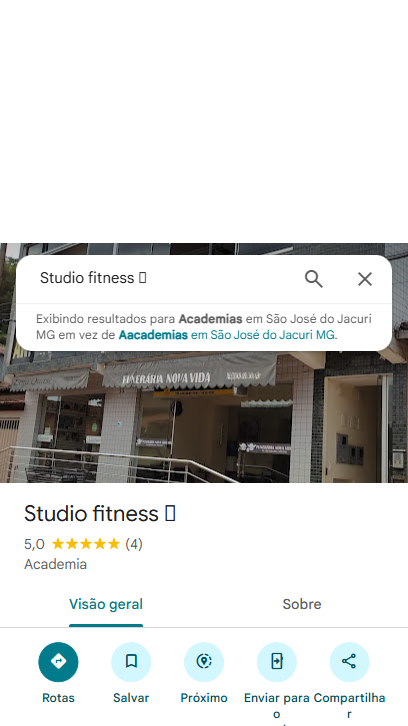 Studio fitness
Exibindo resultados para Academias em São José do Jacuri
MG em vez de Aacademias em São José do Jacuri MG.
FUNERÁRIA NOVA VIDA
Studio fitness
5,0 (4)
Academia
Visão geral
Sobre
Rotas
Salvar
Próximo
Enviar para
o
Compartilha
r